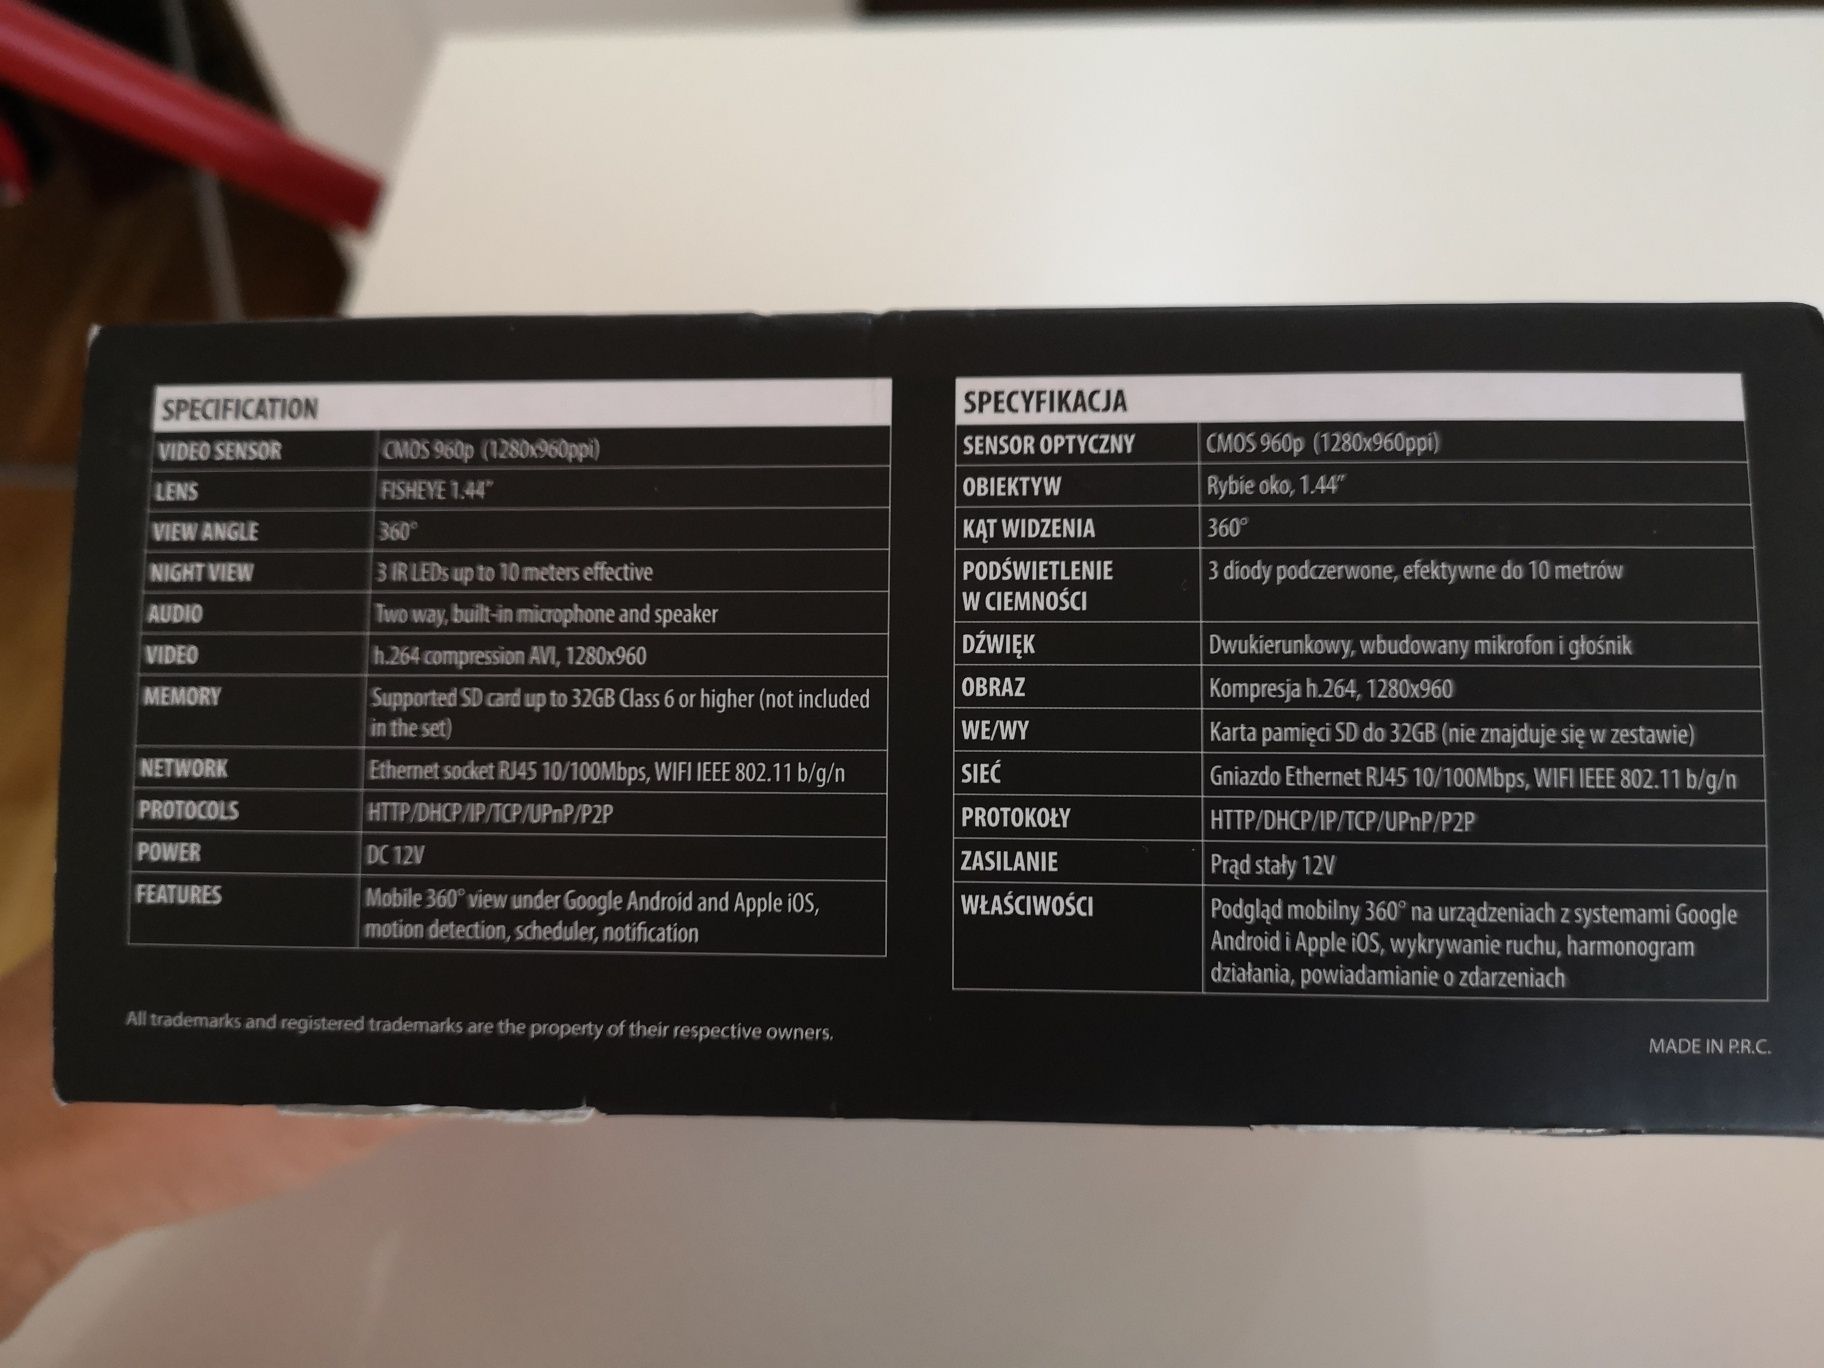 SPECIFICATION
VIDEO SENSOR CMOS 960p (1280x960ppi)
LENS FISHEYE 1.44"
VIEW ANGLE 360°
NIGHT VIEW 3 IR LEDs up to 10 meters effective
AUDIO Two way, built-in microphone and speaker
VIDEO h.264 compression AVI, 1280x960
MEMORY Supported SD card up to 32GB Class 6 or higher (not included
in the set)
NETWORK Ethernet socket RJ45 10/100Mbps, WIFI IEEE 802.11 b/g/n
PROTOCOLS HTTP/DHCP/IP/TCP/UPnP/P2P
POWER DC 12V
FEATURES Mobile 360° view under Google Android and Apple iOS,
motion detection, scheduler, notification
All trademarks and registered trademarks are the property of their respective owners.
SPECYFIKACJA
SENSOR OPTYCZNY CMOS 960p (1280x960ppi)
OBIEKTYW Rybie oko, 1.44"
KĄT WIDZENIA 360°
PODŚWIETLENIE 3 diody podczerwone, efektywne do 10 metrów
W CIEMNOŚCI
DŹWIĘK Dwukierunkowy, wbudowany mikrofon i głośnik
OBRAZ Kompresja h.264, 1280x960
WE/WY Karta pamięci SD do 32GB (nie znajduje się w zestawie)
SIEĆ Gniazdo Ethernet RJ45 10/100Mbps, WIFI IEEE 802.11 b/g/n
PROTOKOŁY HTTP/DHCP/IP/TCP/UPnP/P2P
ZASILANIE Prąd stały 12V
WŁAŚCIWOŚCI Podgląd mobilny 360° na urządzeniach z systemami Google
Android i Apple iOS, wykrywanie ruchu, harmonogram
działania, powiadamianie o zdarzeniach
MADE IN P.R.C.